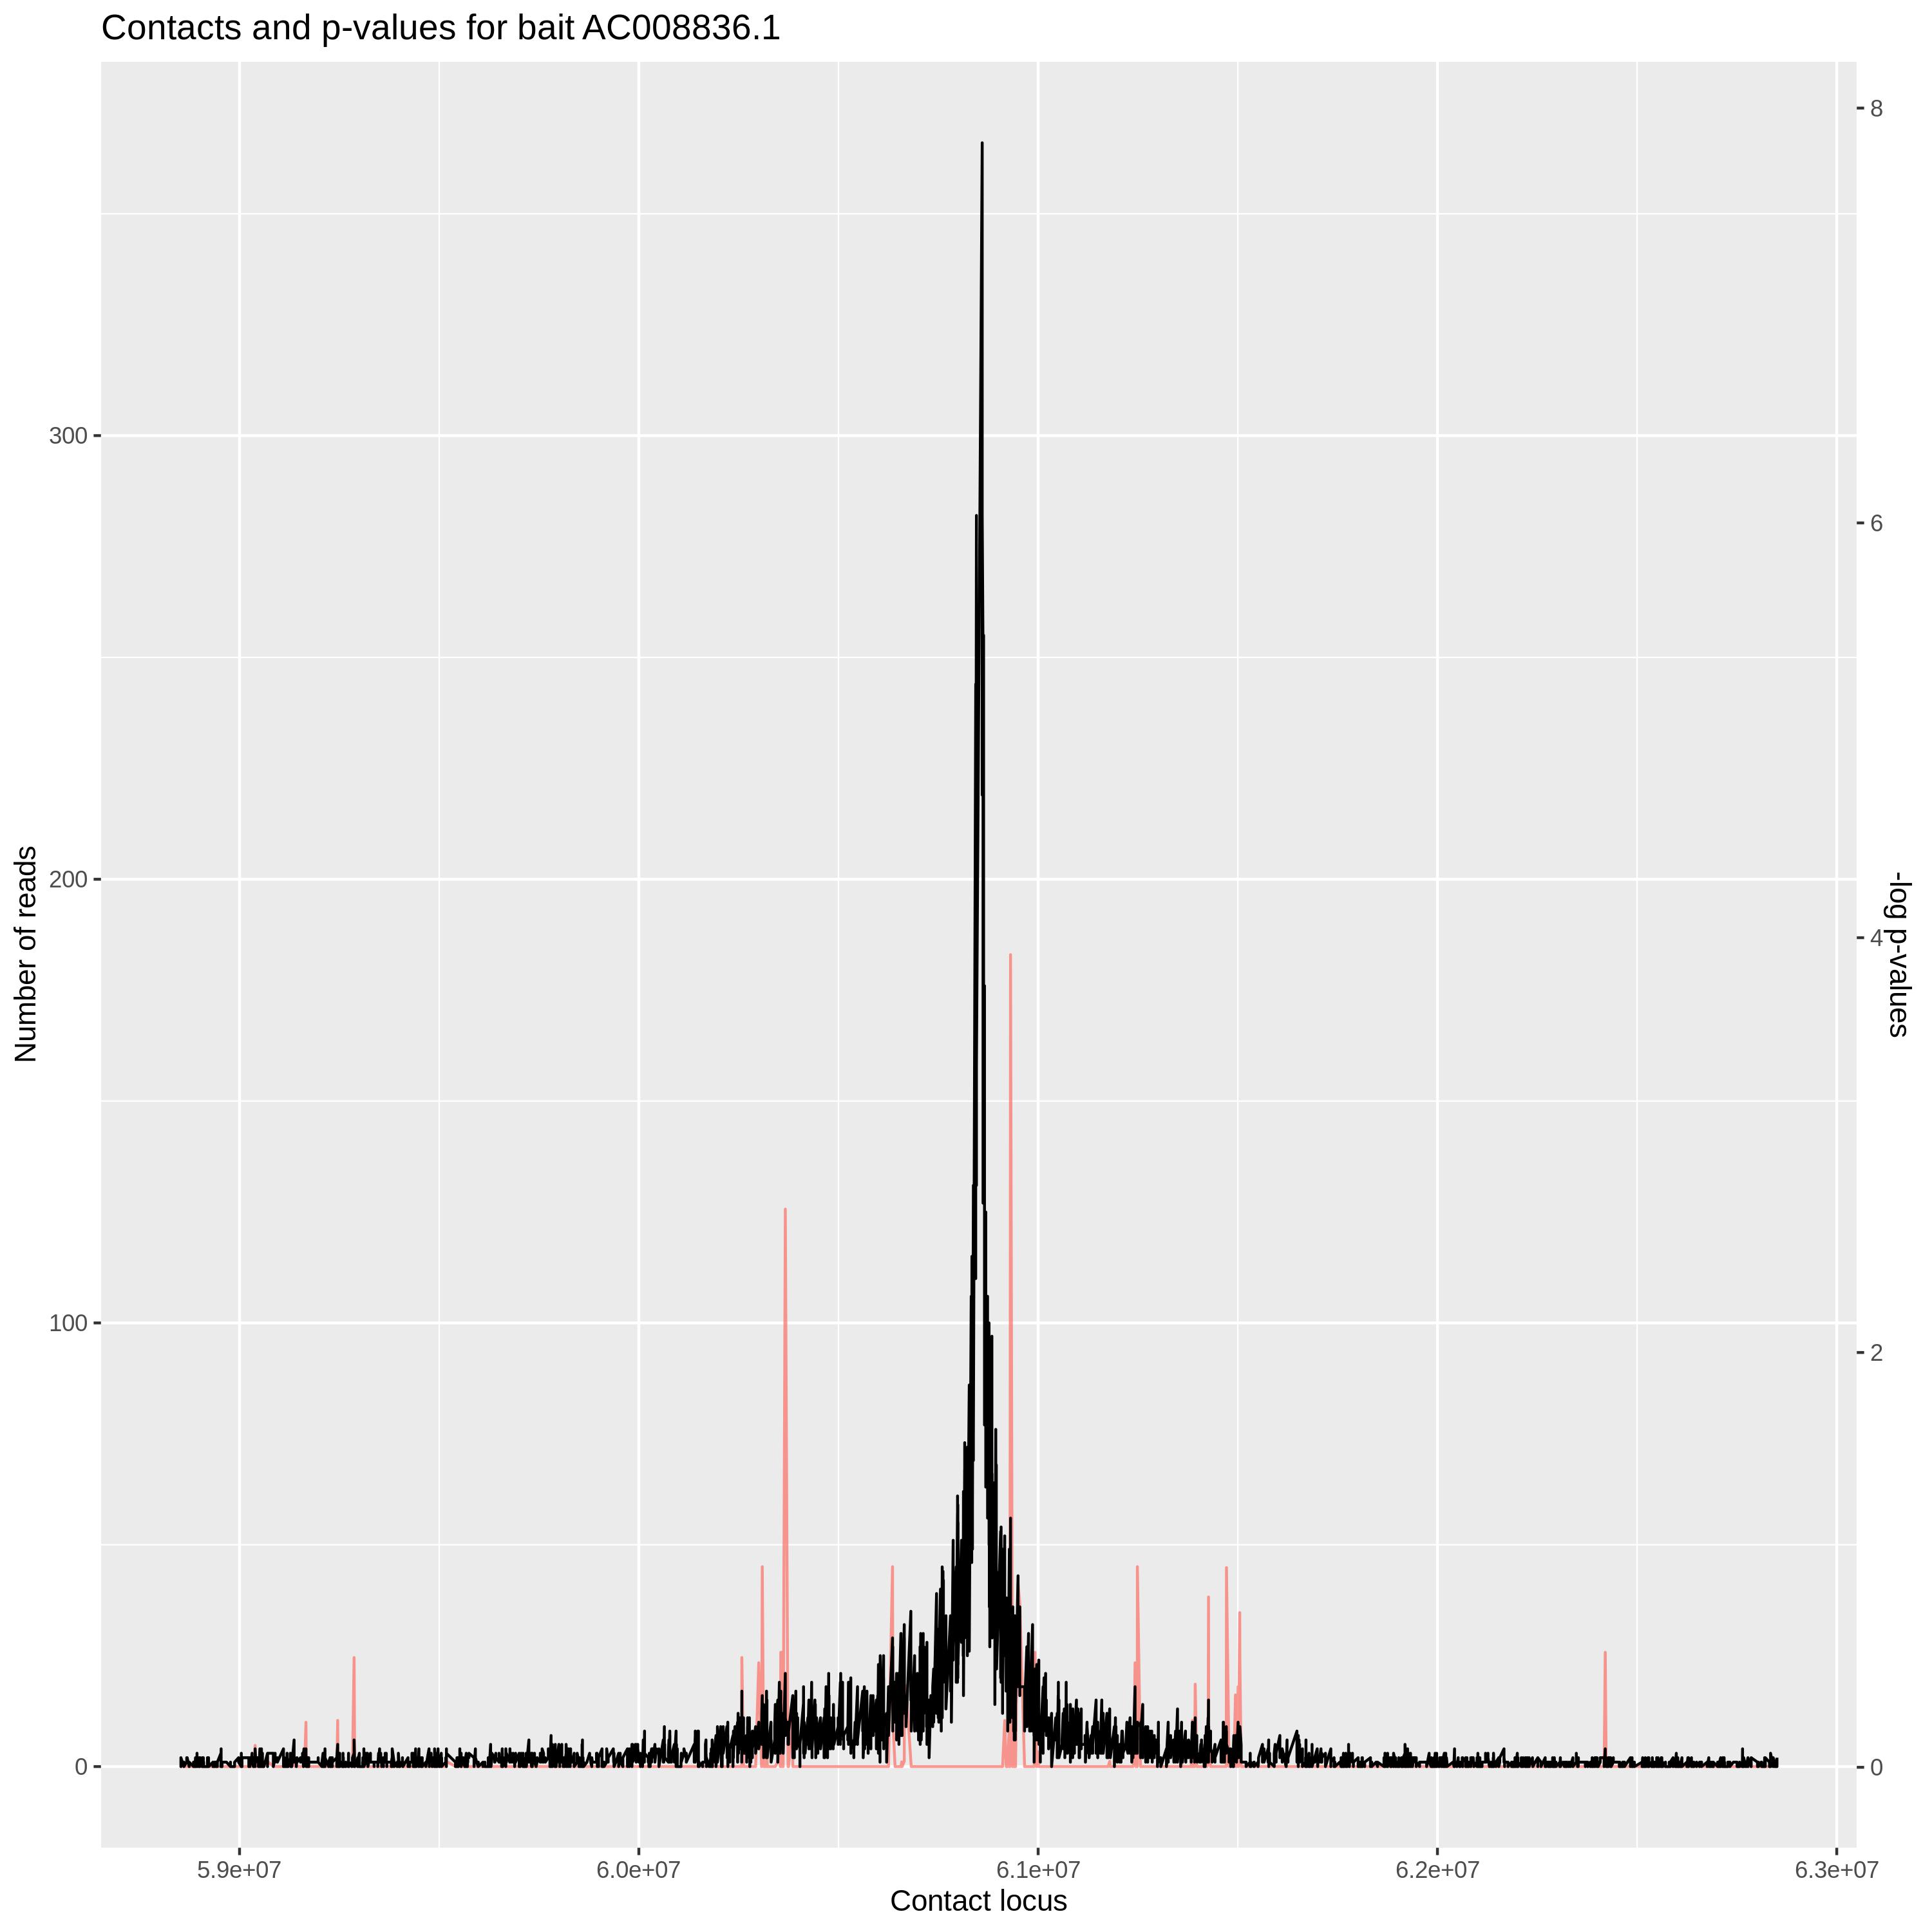 Contacts and p-values for bait AC008836.1
Number of reads
300
200
100
0
8
6
4
2
0
-log p-values
5.9e+07
6.0e+07
6.1e+07
6.2e+07
6.3e+07
Contact locus